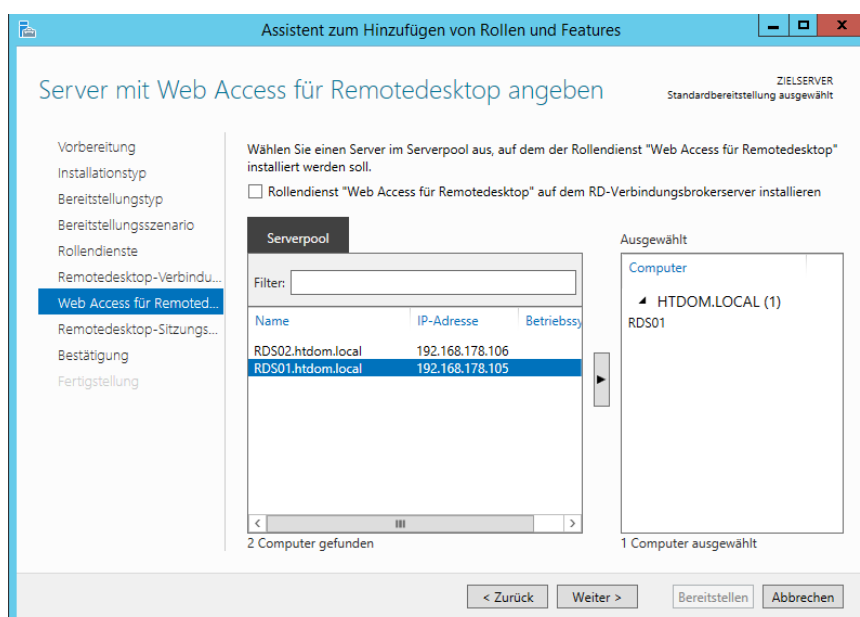 Assistent zum Hinzufügen von Rollen und Features
Server mit Web Access für Remotedesktop angeben
ZIELSERVER
Standardbereitstellung ausgewählt
Vorbereitung
Installationstyp
Bereitstellungstyp
Bereitstellungsszenario
Rollendienste
Remotedesktop-Verbindu...
Web Access für Remoted...
Remotedesktop-Sitzungs...
Bestätigung
Fertigstellung
Wählen Sie einen Server im Serverpool aus, auf dem der Rollendienst "Web Access für Remotedesktop"
installiert werden soll.
Rollendienst "Web Access für Remotedesktop" auf dem RD-Verbindungsbrokerserver installieren
Serverpool
Filter:
Name IP-Adresse Betriebssy
RDS02.htdom.local 192.168.178.106
RDS01.htdom.local 192.168.178.105
2 Computer gefunden
Ausgewählt
Computer
HTDOM.LOCAL (1)
RDS01
1 Computer ausgewählt
< Zurück Weiter > Bereitstellen Abbrechen